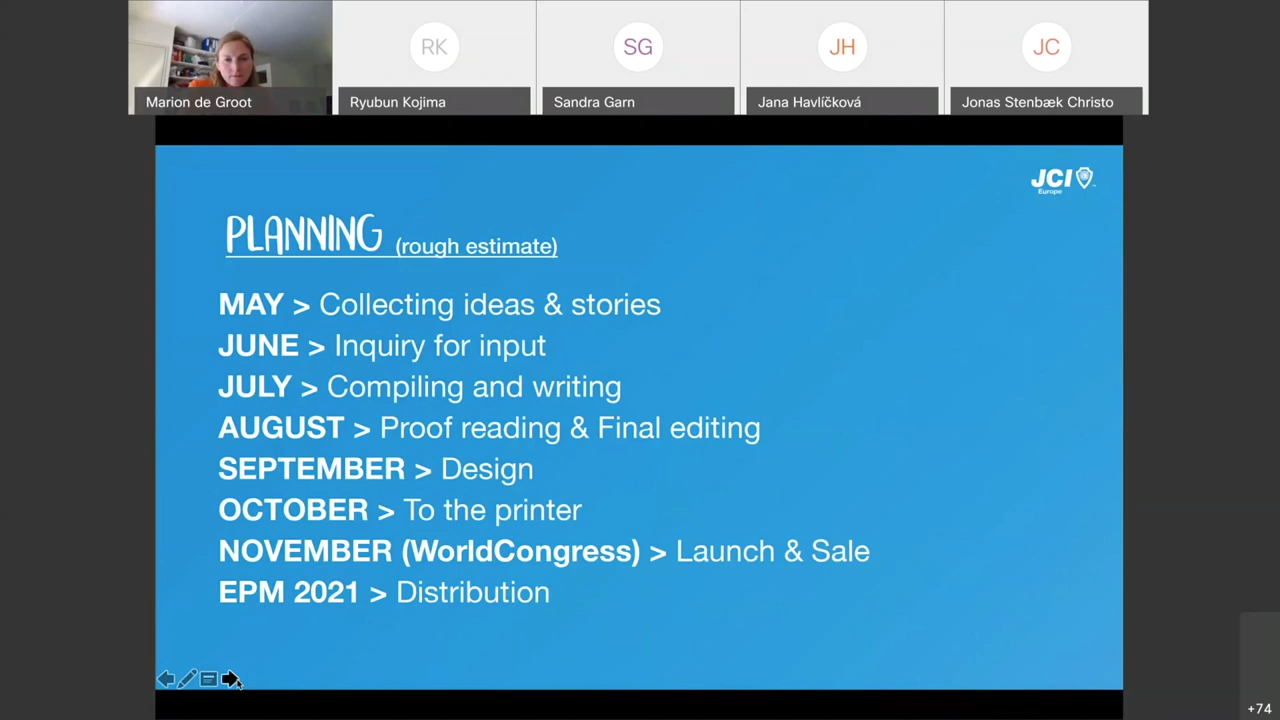 RK
SG
JH
JC
Marion de Groot
Ryubun Kojima
Sandra Garn
Jana Havlíčková
Jonas Stenbæk Christo
JCI
Europe
PLANNING (rough estimate)
MAY > Collecting ideas & stories
JUNE > Inquiry for input
JULY > Compiling and writing
AUGUST > Proof reading & Final editing
SEPTEMBER > Design
OCTOBER > To the printer
NOVEMBER (WorldCongress) > Launch & Sale
EPM 2021 > Distribution
+74